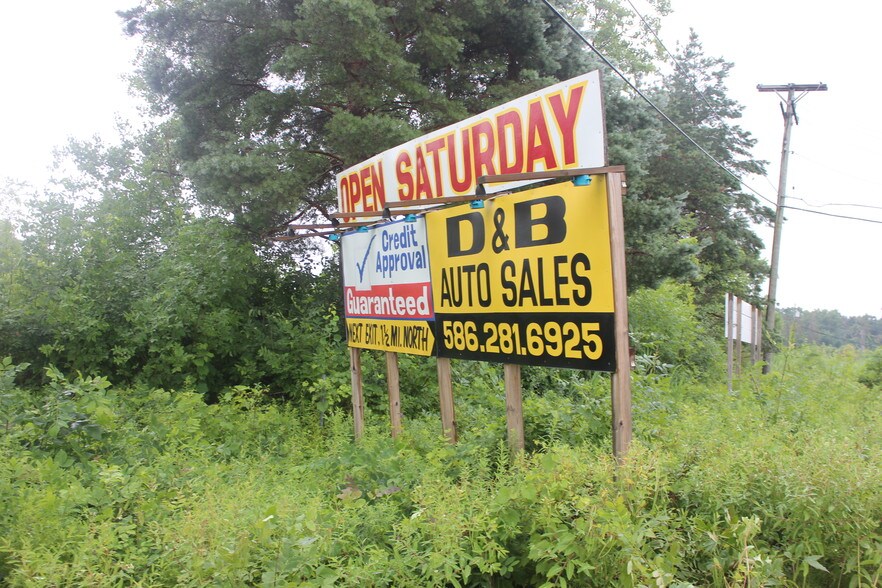 OPEN SATURDAY
Credit
Approval
Guaranteed
NEXT EXIT. 1½ MI. NORTH
D&B
AUTO SALES
586.281.6925